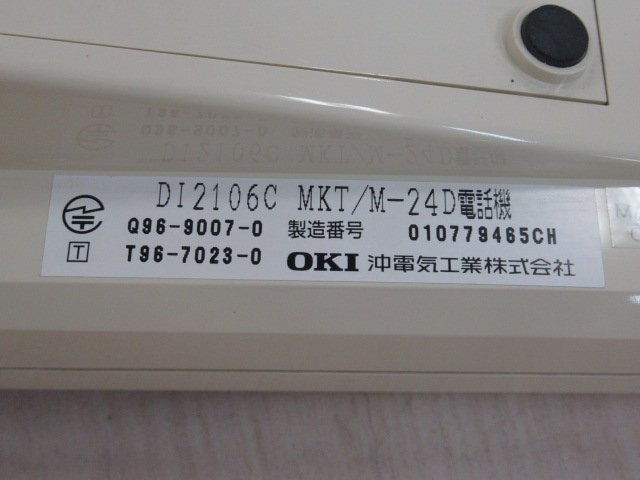 DI2106C MKT/M-24D電話機
Q96-9007-0 製造番号 010779465CH
T T96-7023-0 OKI 沖電気工業株式会社